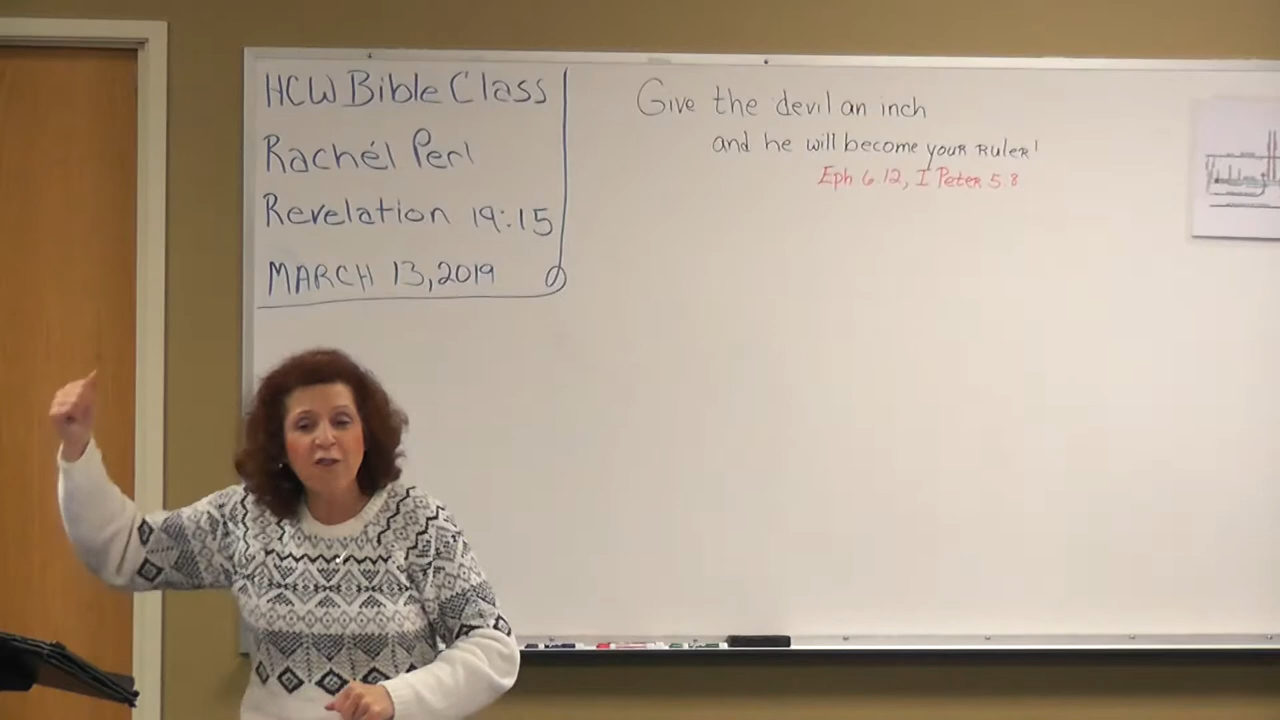 HCW Bible Class
Rachél Perl
Revelation 19:15
MARCH 13, 2019
Give the devil an inch
and he will become your ruler!
Eph 6.12, I Peter 5.8